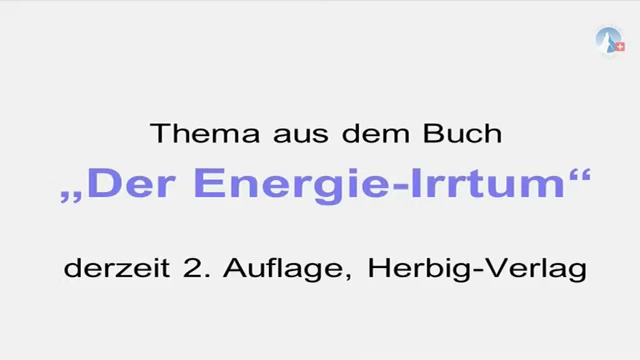 Thema aus dem Buch
„Der Energie-Irrtum“
derzeit 2. Auflage, Herbig-Verlag